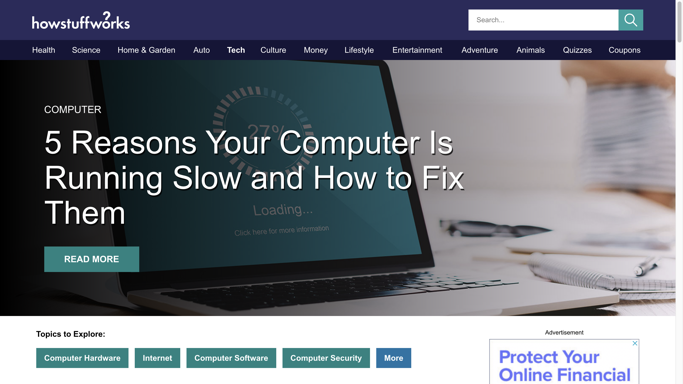 howstuffworks
Search...
Health Science Home & Garden Auto Tech Culture Money Lifestyle Entertainment Adventure Animals Quizzes Coupons
COMPUTER
5 Reasons Your Computer Is
Running Slow and How to Fix
Them
27%
Loading...
Click here for more information
READ MORE
Topics to Explore:
Computer Hardware Internet Computer Software Computer Security More
Advertisement
Protect Your
Online Financial